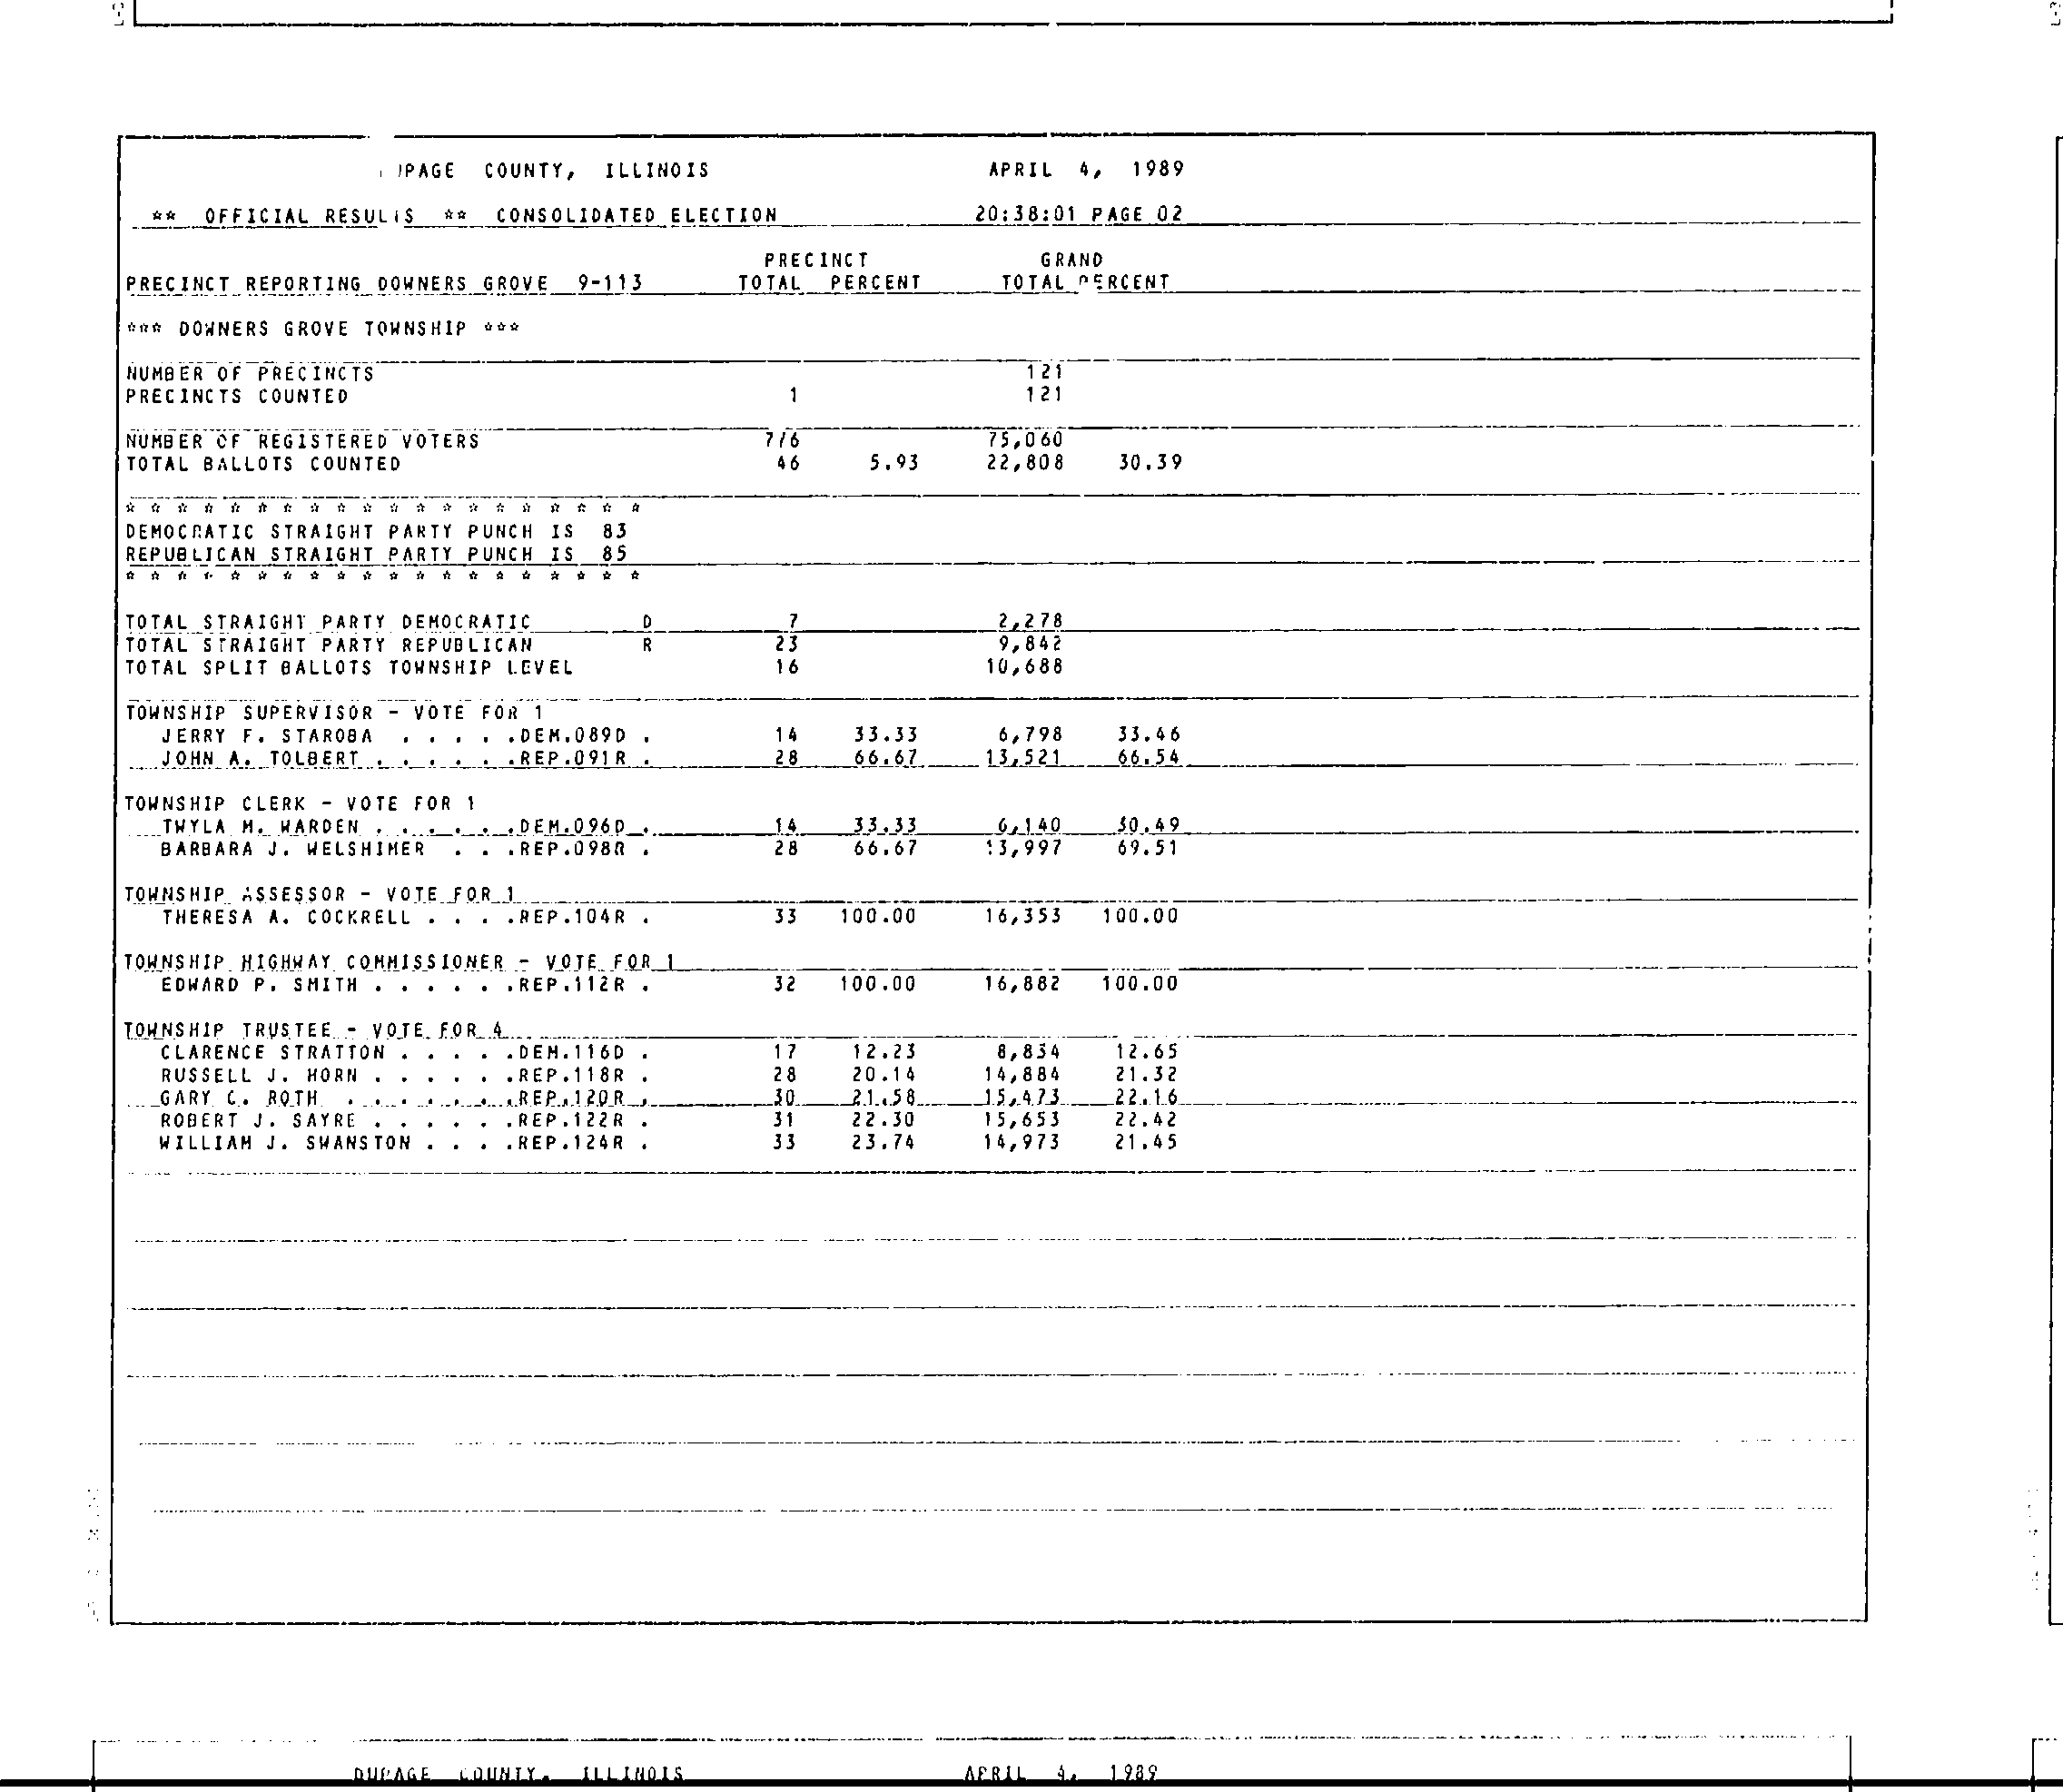 DUPAGE COUNTY, ILLINOIS APRIL 4, 1989
** OFFICIAL RESULTS ** CONSOLIDATED ELECTION 20:38:01 PAGE 02
PRECINCT GRAND
PRECINCT REPORTING DOWNERS GROVE 9-113 TOTAL PERCENT TOTAL PERCENT
*** DOWNERS GROVE TOWNSHIP ***
NUMBER OF PRECINCTS 121
PRECINCTS COUNTED 1 121
NUMBER OF REGISTERED VOTERS 776 75,060
TOTAL BALLOTS COUNTED 46 5.93 22,808 30.39
* * * * * * * * * * * * * * * * * * * *
DEMOCRATIC STRAIGHT PARTY PUNCH IS 83
REPUBLICAN STRAIGHT PARTY PUNCH IS 85
* * * * * * * * * * * * * * * * * * * *
TOTAL STRAIGHT PARTY DEMOCRATIC D 7 2,278
TOTAL STRAIGHT PARTY REPUBLICAN R 23 9,842
TOTAL SPLIT BALLOTS TOWNSHIP LEVEL 16 10,688
TOWNSHIP SUPERVISOR - VOTE FOR 1
JERRY F. STAROBA . . . . .DEM.089D . 14 33.33 6,798 33.46
JOHN A. TOLBERT . . . . . .REP.091R . 28 66.67 13,521 66.54
TOWNSHIP CLERK - VOTE FOR 1
TWYLA M. WARDEN . . . . . .DEM.096D . 14 33.33 6,140 30.49
BARBARA J. WELSHIMER . . .REP.098R . 28 66.67 13,997 69.51
TOWNSHIP ASSESSOR - VOTE FOR 1
THERESA A. COCKRELL . . . .REP.104R . 33 100.00 16,353 100.00
TOWNSHIP HIGHWAY COMMISSIONER - VOTE FOR 1
EDWARD P. SMITH . . . . . .REP.112R . 32 100.00 16,882 100.00
TOWNSHIP TRUSTEE - VOTE FOR 4
CLARENCE STRATTON . . . . .DEM.116D . 17 12.23 8,834 12.65
RUSSELL J. HORN . . . . . .REP.118R . 28 20.14 14,884 21.32
GARY C. ROTH . . . . . . .REP.120R . 30 21.58 15,473 22.16
ROBERT J. SAYRE . . . . . .REP.122R . 31 22.30 15,653 22.42
WILLIAM J. SWANSTON . . . .REP.124R . 33 23.74 14,973 21.45
DUPAGE COUNTY, ILLINOIS APRIL 4, 1989